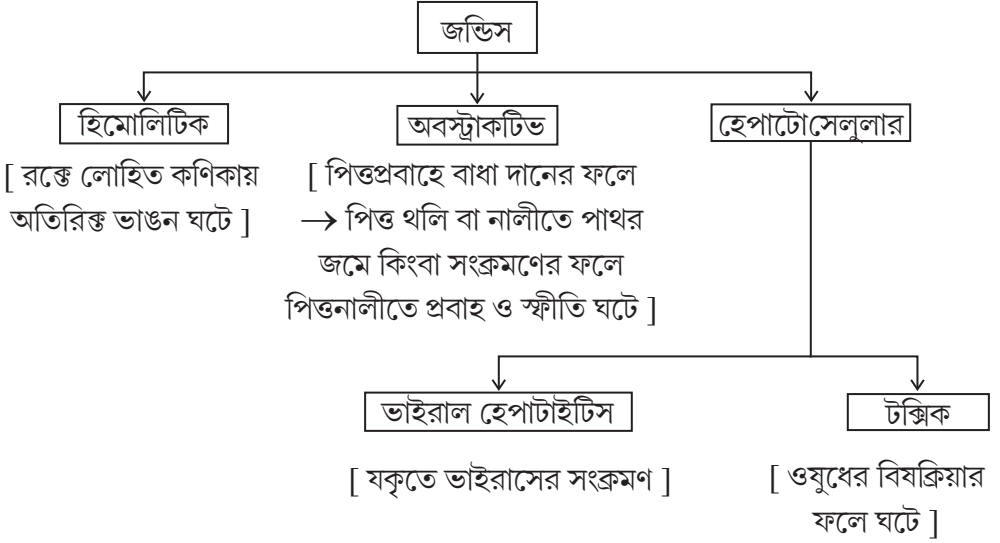 জন্ডিস
হিমোলিটিক
[ রক্তে লোহিত কণিকায়
অতিরিক্ত ভাঙন ঘটে ]
অবস্ট্রাকটিভ
[ পিত্তপ্রবাহে বাধা দানের ফলে
→ পিত্ত থলি বা নালীতে পাথর
জমে কিংবা সংক্রমণের ফলে
পিত্তনালীতে প্রবাহ ও স্ফীতি ঘটে ]
হেপাটোসেলুলার
ভাইরাল হেপাটাইটিস
[ যকৃতে ভাইরাসের সংক্রমণ ]
টক্সিক
[ ওষুধের বিষক্রিয়ার
ফলে ঘটে ]